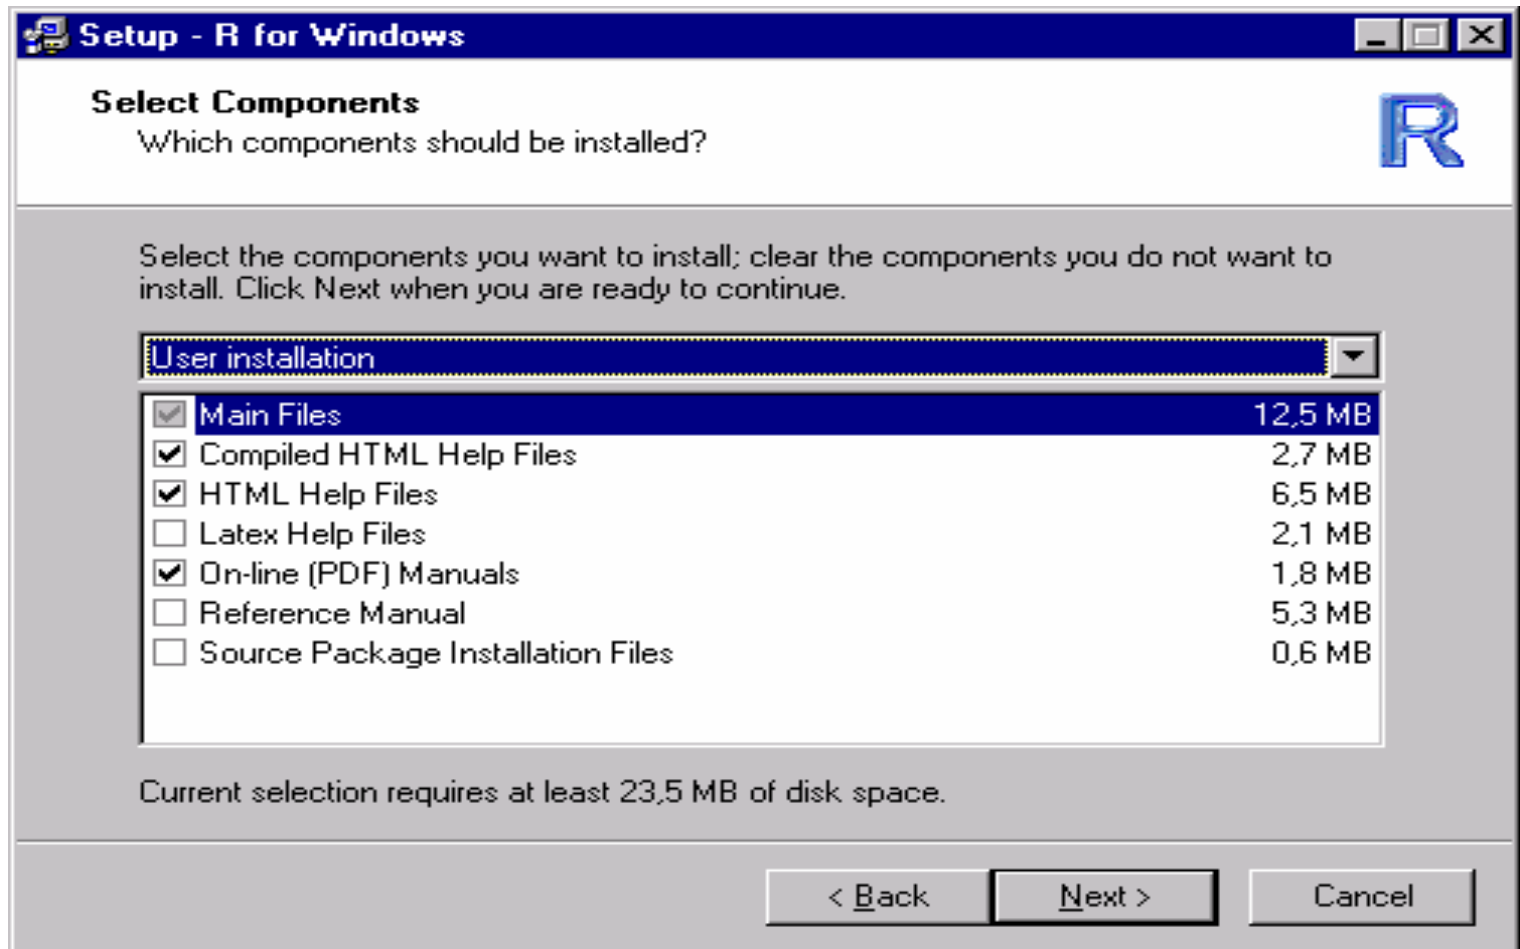 Setup - R for Windows
Select Components
Which components should be installed?
R
Select the components you want to install; clear the components you do not want to
install. Click Next when you are ready to continue.
User installation
Main Files 12,5 MB
Compiled HTML Help Files 2,7 MB
HTML Help Files 6,5 MB
Latex Help Files 2,1 MB
On-line (PDF) Manuals 1,8 MB
Reference Manual 5,3 MB
Source Package Installation Files 0,6 MB
Current selection requires at least 23,5 MB of disk space.
< Back Next > Cancel